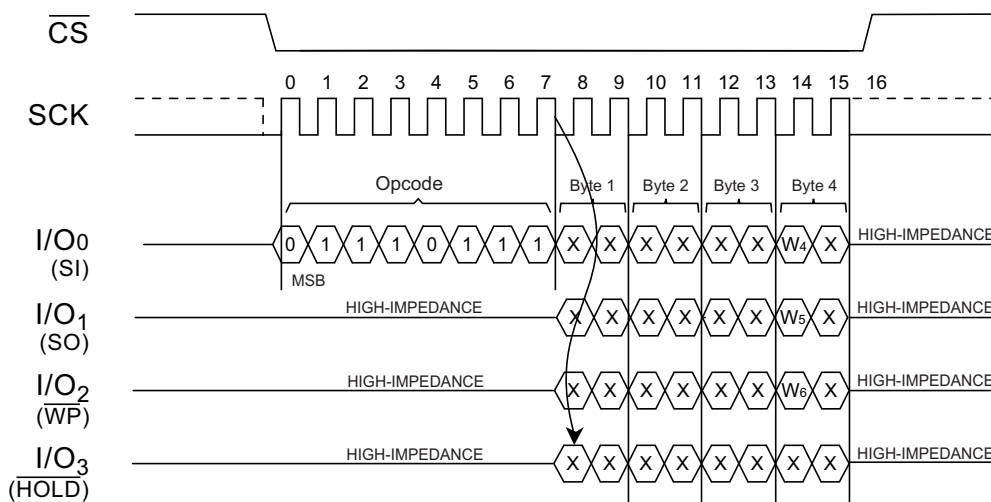 CS
0 1 2 3 4 5 6 7 8 9 10 11 12 13 14 15 16
SCK
Opcode Byte 1 Byte 2 Byte 3 Byte 4
I/O0 0 1 1 1 0 1 1 1 X X X X X X W4 X HIGH-IMPEDANCE
(SI)
MSB
I/O1 HIGH-IMPEDANCE X X X X X X W5 X HIGH-IMPEDANCE
(SO)
I/O2 HIGH-IMPEDANCE X X X X X X W6 X HIGH-IMPEDANCE
(WP)
I/O3 HIGH-IMPEDANCE X X X X X X X X HIGH-IMPEDANCE
(HOLD)